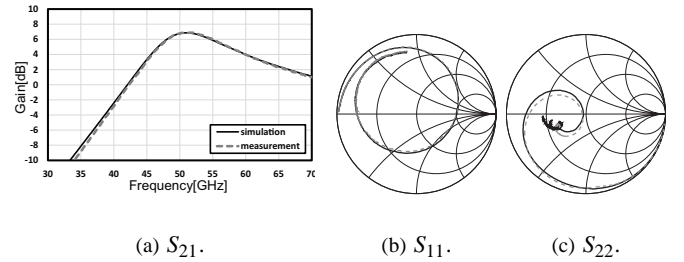 10
8
6
4
2
0
-2
-4
-6
-8
-10
Gain[dB]
simulation
measurement
30 35 40 45 50 55 60 65 70
Frequency[GHz]
(a) S21. (b) S11. (c) S22.